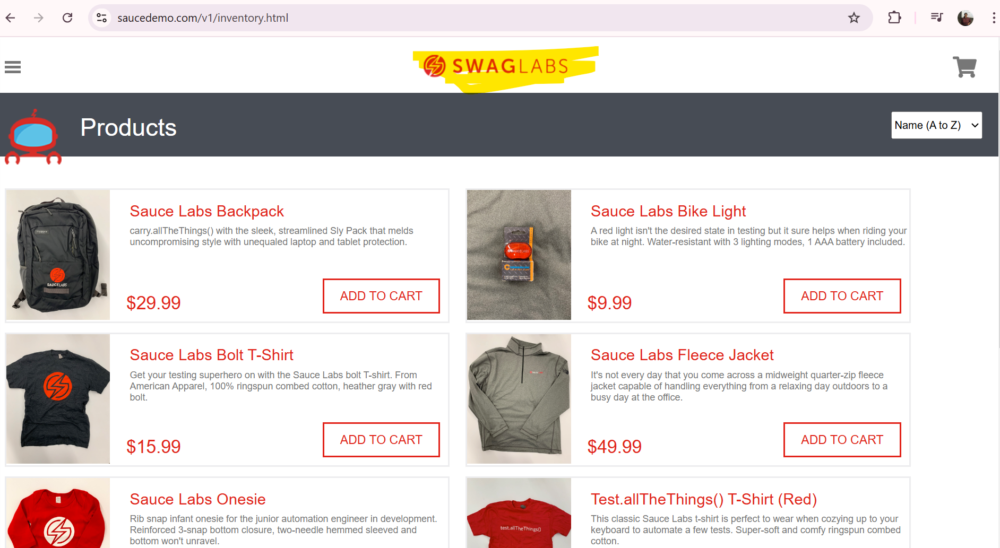 saucedemo.com/v1/inventory.html
SWAGLABS
Products
Name (A to Z)
Sauce Labs Backpack
carry.allTheThings() with the sleek, streamlined Sly Pack that melds
uncompromising style with unequaled laptop and tablet protection.
$29.99
ADD TO CART
SAUCELABS
Sauce Labs Bike Light
A red light isn't the desired state in testing but it sure helps when riding your
bike at night. Water-resistant with 3 lighting modes, 1 AAA battery included.
$9.99
ADD TO CART
SAUCELABS
Sauce Labs Bolt T-Shirt
Get your testing superhero on with the Sauce Labs bolt T-shirt. From
American Apparel, 100% ringspun combed cotton, heather gray with red
bolt.
$15.99
ADD TO CART
Sauce Labs Fleece Jacket
It's not every day that you come across a midweight quarter-zip fleece
jacket capable of handling everything from a relaxing day outdoors to a
busy day at the office.
$49.99
ADD TO CART
Sauce Labs Onesie
Rib snap infant onesie for the junior automation engineer in development.
Reinforced 3-snap bottom closure, two-needle hemmed sleeved and
bottom won't unravel.
Test.allTheThings() T-Shirt (Red)
This classic Sauce Labs t-shirt is perfect to wear when cozying up to your
keyboard to automate a few tests. Super-soft and comfy ringspun combed
cotton.
test.allTheThings()